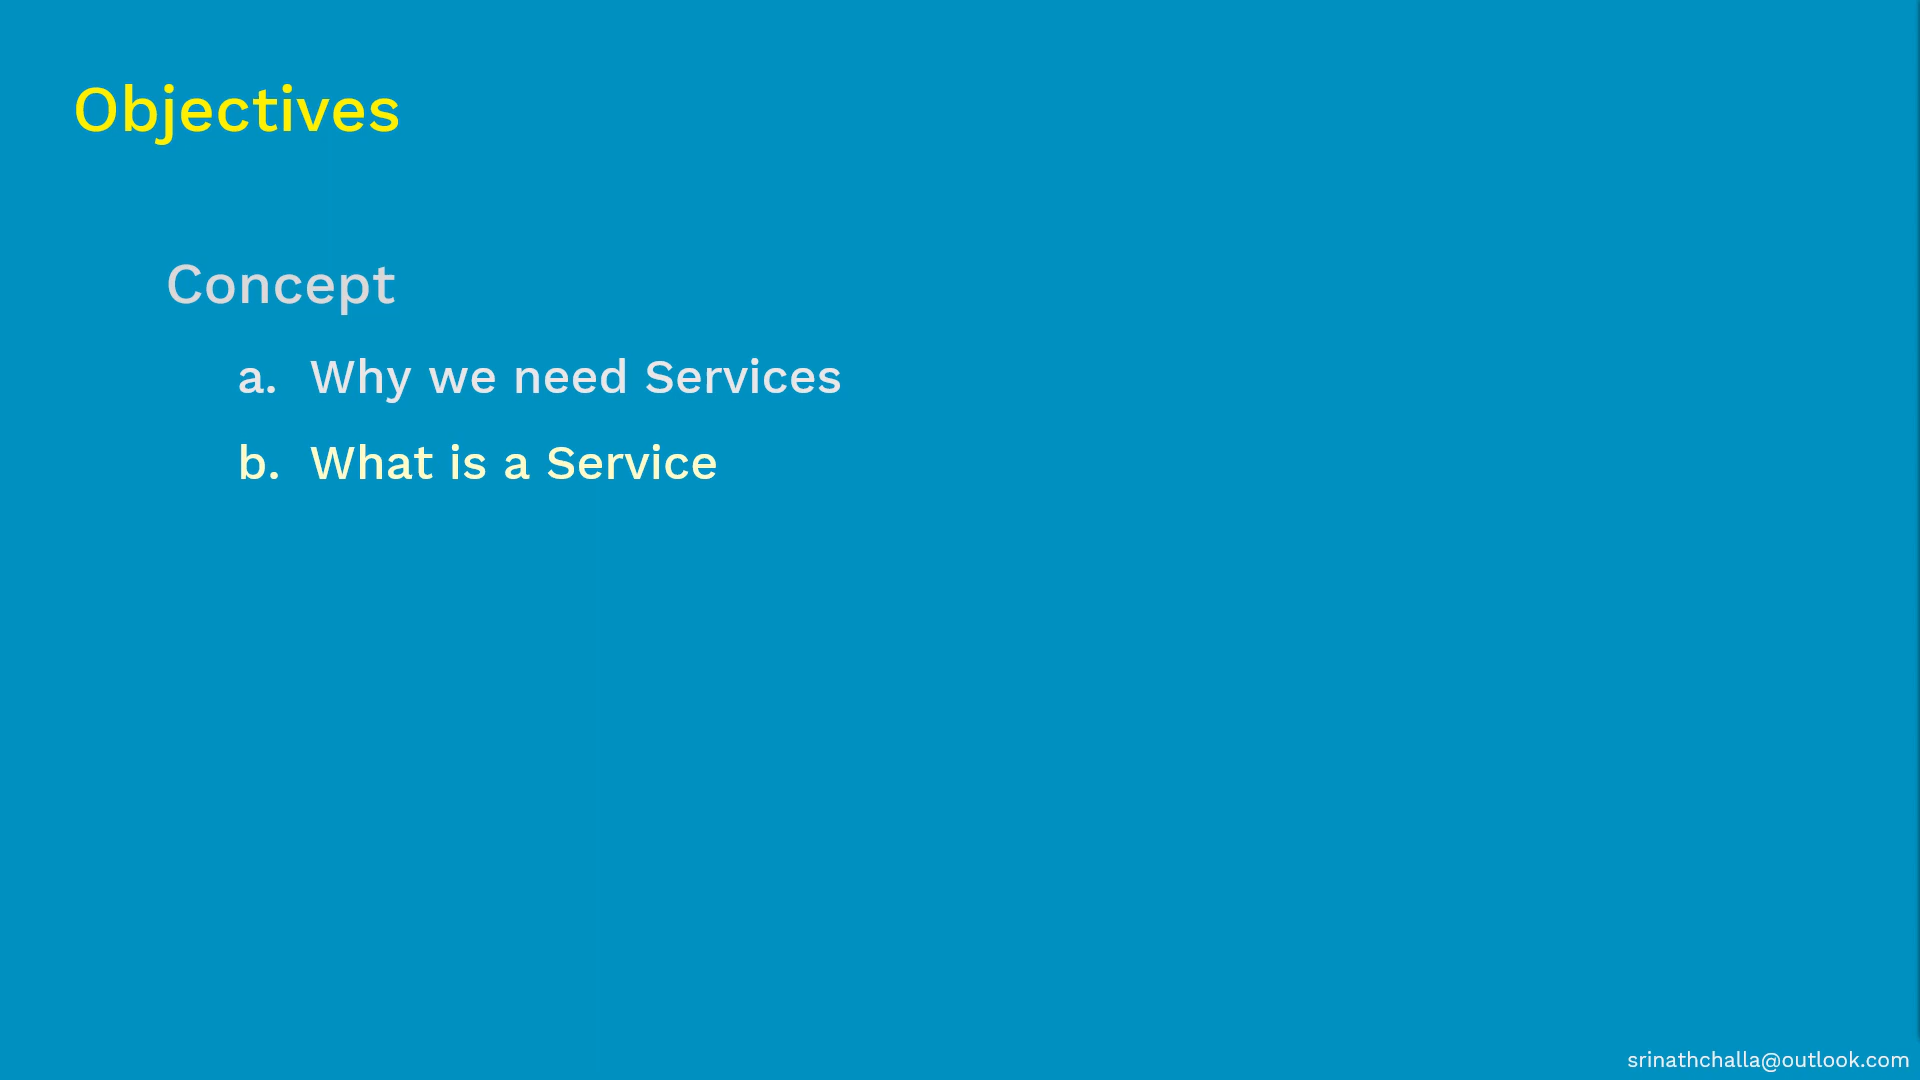 Objectives
Concept
a. Why we need Services
b. What is a Service
srinathchalla@outlook.com